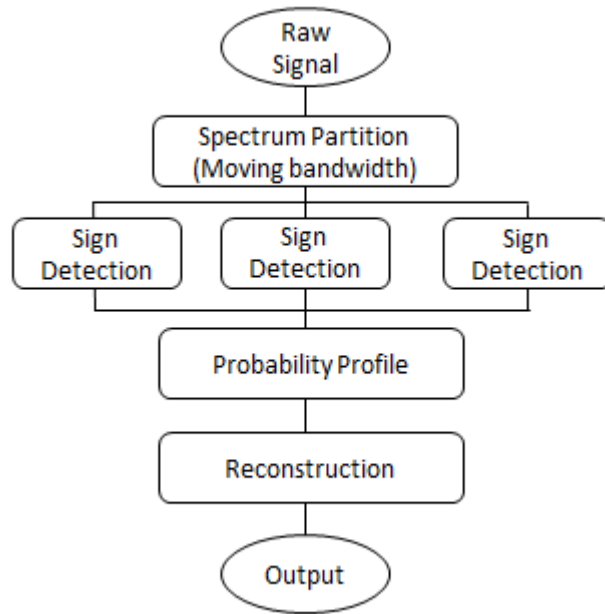 Raw
Signal
Spectrum Partition
(Moving bandwidth)
Sign
Detection
Sign
Detection
Sign
Detection
Probability Profile
Reconstruction
Output